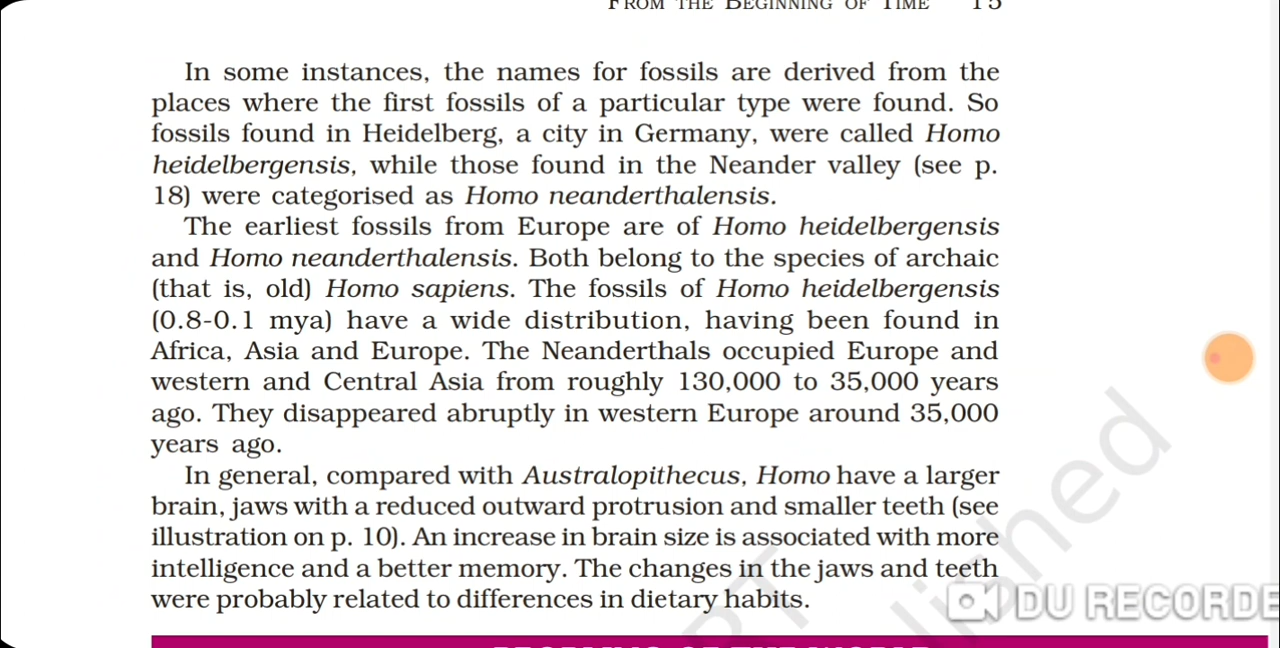 FROM THE BEGINNING OF TIME 15
In some instances, the names for fossils are derived from the
places where the first fossils of a particular type were found. So
fossils found in Heidelberg, a city in Germany, were called Homo
heidelbergensis, while those found in the Neander valley (see p.
18) were categorised as Homo neanderthalensis.
The earliest fossils from Europe are of Homo heidelbergensis
and Homo neanderthalensis. Both belong to the species of archaic
(that is, old) Homo sapiens. The fossils of Homo heidelbergensis
(0.8-0.1 mya) have a wide distribution, having been found in
Africa, Asia and Europe. The Neanderthals occupied Europe and
western and Central Asia from roughly 130,000 to 35,000 years
ago. They disappeared abruptly in western Europe around 35,000
years ago.
In general, compared with Australopithecus, Homo have a larger
brain, jaws with a reduced outward protrusion and smaller teeth (see
illustration on p. 10). An increase in brain size is associated with more
intelligence and a better memory. The changes in the jaws and teeth
were probably related to differences in dietary habits.
DU RECORDE